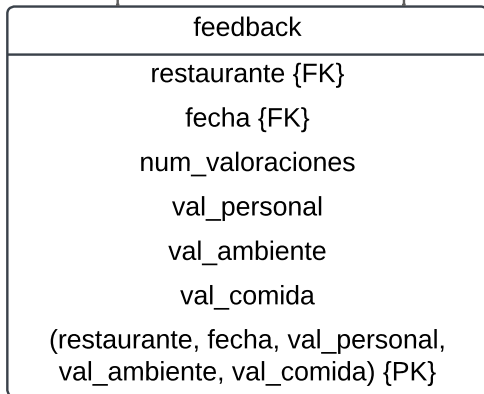 feedback
restaurante {FK}
fecha {FK}
num_valoraciones
val_personal
val_ambiente
val_comida
(restaurante, fecha, val_personal,
val_ambiente, val_comida) {PK}